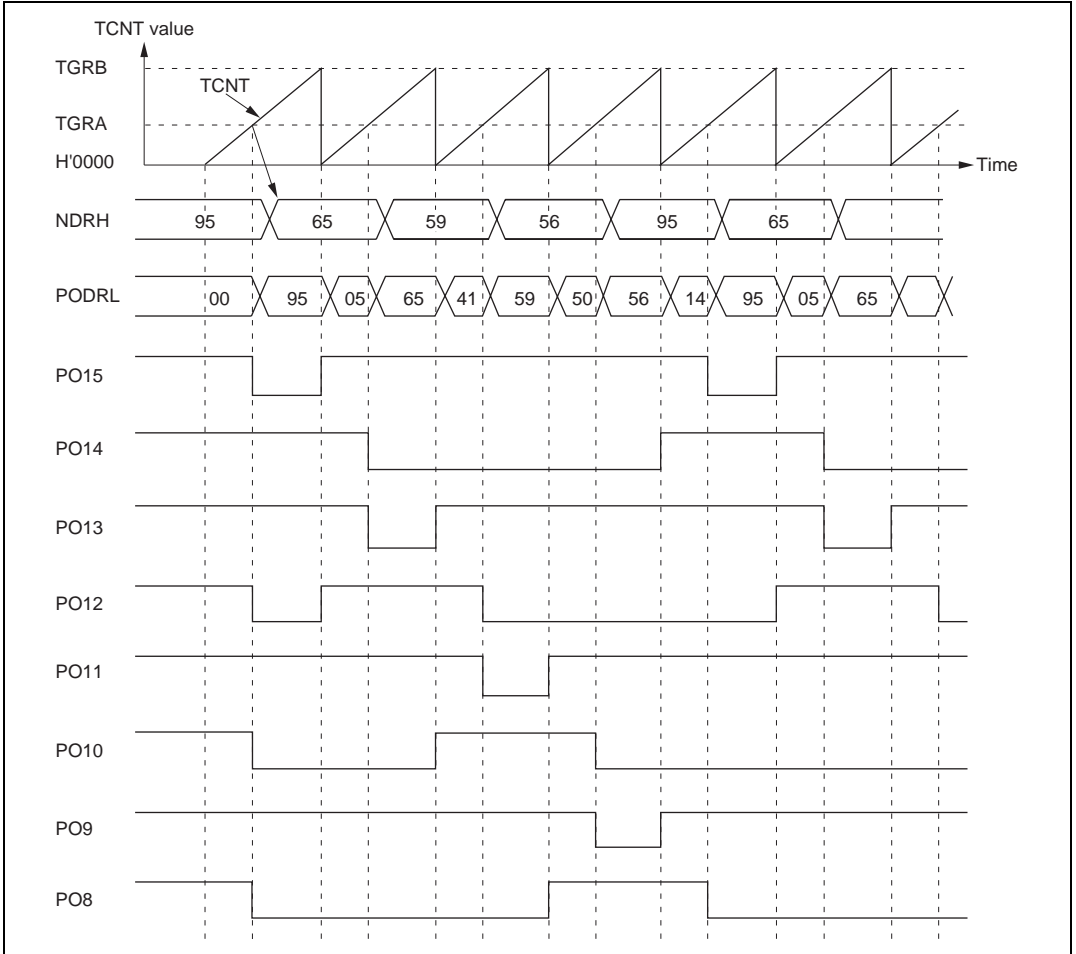 TCNT value
TGRB
TCNT
TGRA
H'0000
Time
NDRH 95 65 59 56 95 65
PODRL 00 95 05 65 41 59 50 56 14 95 05 65
PO15
PO14
PO13
PO12
PO11
PO10
PO9
PO8